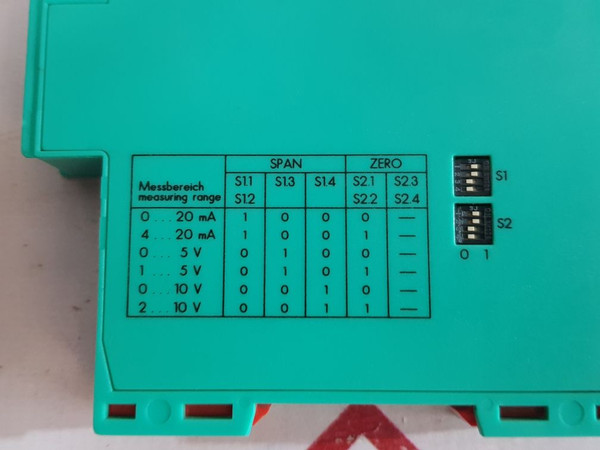 SPAN ZERO
Messbereich
measuring range
S1.1 S1.3 S1.4 S2.1 S2.3
S1.2 S2.2 S2.4
0 ... 20 mA 1 0 0 0 —
4 ... 20 mA 1 0 0 1 —
0 ... 5 V 0 1 0 0 —
1 ... 5 V 0 1 0 1 —
0 ... 10 V 0 0 1 0 —
2 ... 10 V 0 0 1 1 —
S1
S2
0 1